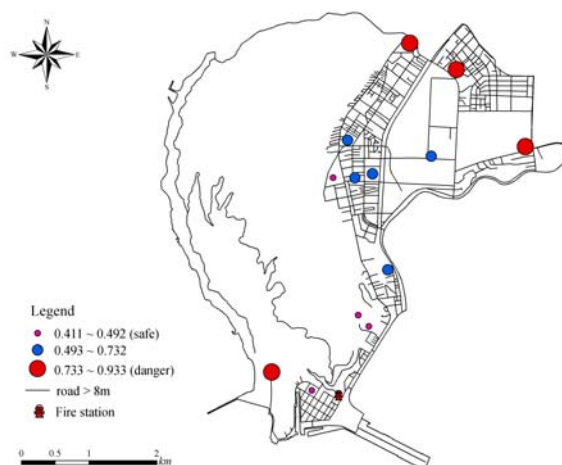 N
W E
S
Legend
0.411 ~ 0.492 (safe)
0.493 ~ 0.732
0.733 ~ 0.933 (danger)
road > 8m
Fire station
0 0.5 1 2
km